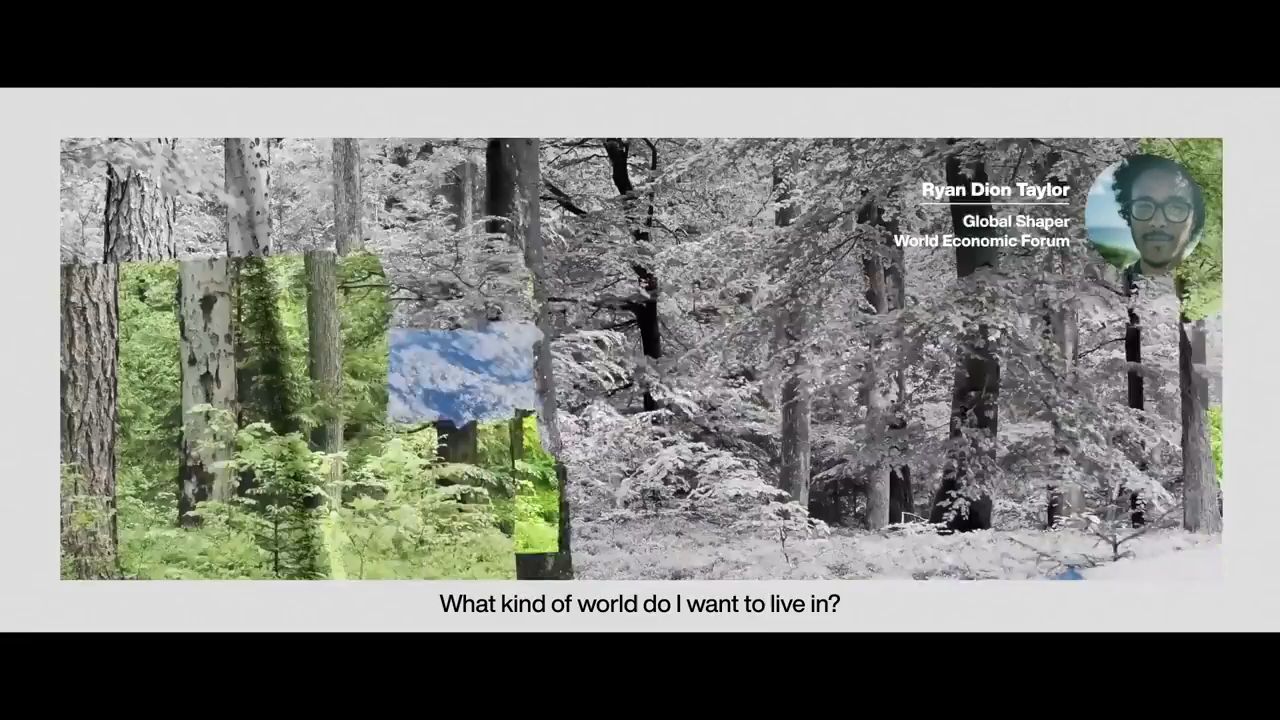 Ryan Dion Taylor
Global Shaper
World Economic Forum
What kind of world do I want to live in?